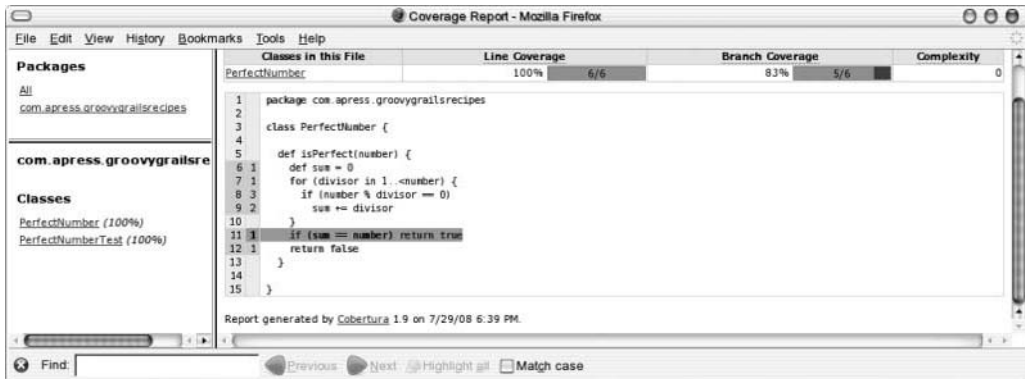 Coverage Report - Mozilla Firefox
File Edit View History Bookmarks Tools Help
Packages
All
com.apress.groovygrailsrecipes
com.apress.groovygrailsre
Classes
PerfectNumber (100%)
PerfectNumberTest (100%)
Classes in this File Line Coverage Branch Coverage Complexity
PerfectNumber 100% 6/6 83% 5/6 0
1 package com.apress.groovygrailsrecipes
2
3 class PerfectNumber {
4
5 def isPerfect(number) {
6 1 def sum = 0
7 1 for (divisor in 1..<number) {
8 3 if (number % divisor == 0)
9 2 sum += divisor
10 }
11 1 if (sum == number) return true
12 1 return false
13 }
14
15 }
Report generated by Cobertura 1.9 on 7/29/08 6:39 PM.
Find: Previous Next Highlight all Match case